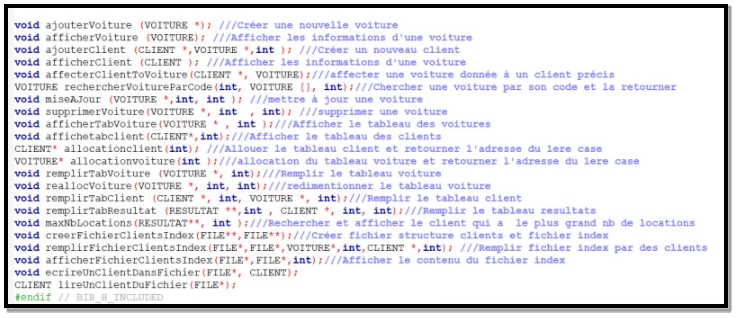 void ajouterVoiture (VOITURE *); ///Créer une nouvelle voiture
void afficherVoiture (VOITURE); ///Afficher les informations d'une voiture
void ajouterClient (CLIENT *,VOITURE *,int ); ///Créer un nouveau client
void afficherClient (CLIENT ); ///Afficher les informations d'une voiture
void affecterClientToVoiture(CLIENT *, VOITURE);///affecter une voiture donnée à un client précis
VOITURE rechercherVoitureParCode(int, VOITURE [], int);///Chercher une voiture par son code et la retourner
void miseAJour (VOITURE *,int, int ); ///mettre à jour une voiture
void supprimerVoiture(VOITURE *, int , int); ///supprimer une voiture
void afficherTabVoiture(VOITURE * , int );///Afficher le tableau des voitures
void affichetabclient(CLIENT*,int);///Afficher le tableau des clients
CLIENT* allocationclient(int); ///Allouer le tableau client et retourner l'adresse du 1ere case
VOITURE* allocationvoiture(int );///allocation du tableau voiture et retourner l'adresse du 1ere case
void remplirTabVoiture (VOITURE *, int);///Remplir le tableau voiture
void reallocVoiture(VOITURE *, int, int);///redimentionner le tableau voiture
void remplirTabClient (CLIENT *, int, VOITURE *, int);///Remplir le tableau client
void remplirTabResultat (RESULTAT **,int , CLIENT *, int, int);///Remplir le tableau resultats
void maxNbLocations(RESULTAT**, int );///Rechercher et afficher le client qui a le plus grand nb de locations
void creerFichierClientsIndex(FILE**,FILE**);///Créer fichier structure clients et fichier index
void remplirFichierClientsIndex(FILE*,FILE*,VOITURE*,int,CLIENT *,int); ///Remplir fichier index par des clients
void afficherFichierClientsIndex(FILE*,FILE*,int);///Afficher le contenu du fichier index
void ecrireUnClientDansFichier(FILE*, CLIENT);
CLIENT lireUnClientDuFichier(FILE*);
#endif // BIB_H_INCLUDED